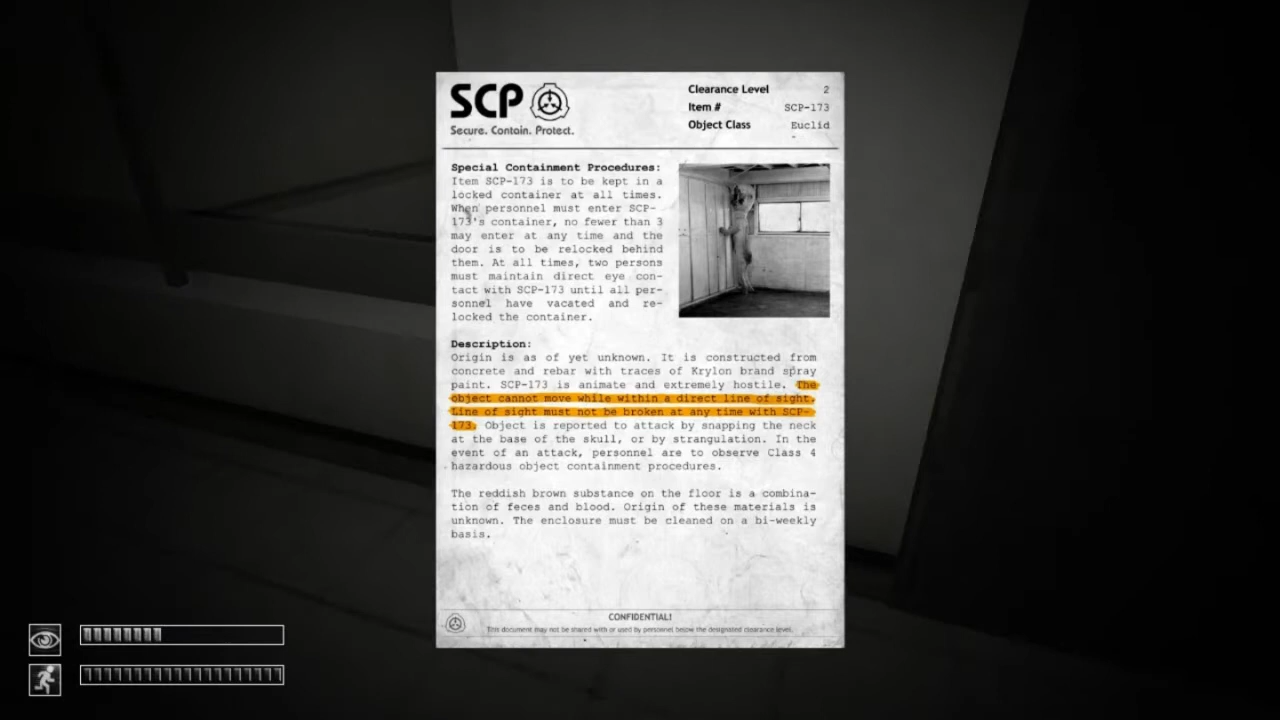 SCP
Secure. Contain. Protect.
Clearance Level 2
Item # SCP-173
Object Class Euclid
Special Containment Procedures:
Item SCP-173 is to be kept in a
locked container at all times.
When personnel must enter SCP-
173's container, no fewer than 3
may enter at any time and the
door is to be relocked behind
them. At all times, two persons
must maintain direct eye con-
tact with SCP-173 until all per-
sonnel have vacated and re-
locked the container.
Description:
Origin is as of yet unknown. It is constructed from
concrete and rebar with traces of Krylon brand spray
paint. SCP-173 is animate and extremely hostile. The
object cannot move while within a direct line of sight.
Line of sight must not be broken at any time with SCP-
173. Object is reported to attack by snapping the neck
at the base of the skull, or by strangulation. In the
event of an attack, personnel are to observe Class 4
hazardous object containment procedures.
The reddish brown substance on the floor is a combina-
tion of feces and blood. Origin of these materials is
unknown. The enclosure must be cleaned on a bi-weekly
basis.
CONFIDENTIAL!
This document may not be shared with or used by personnel below the designated clearance level.